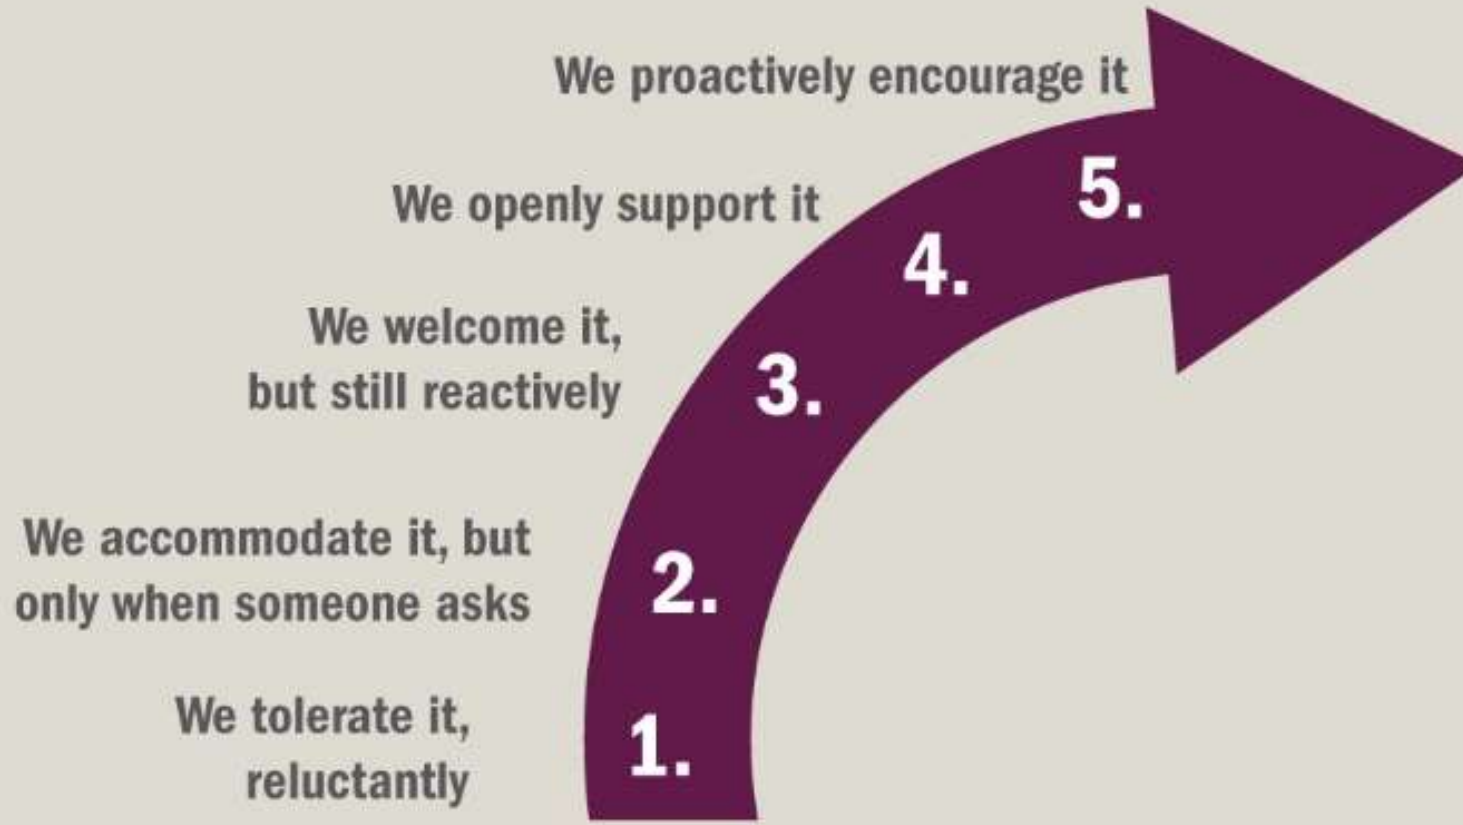 We proactively encourage it
5.
We openly support it
4.
We welcome it,
but still reactively
3.
We accommodate it, but
only when someone asks
2.
We tolerate it,
reluctantly
1.